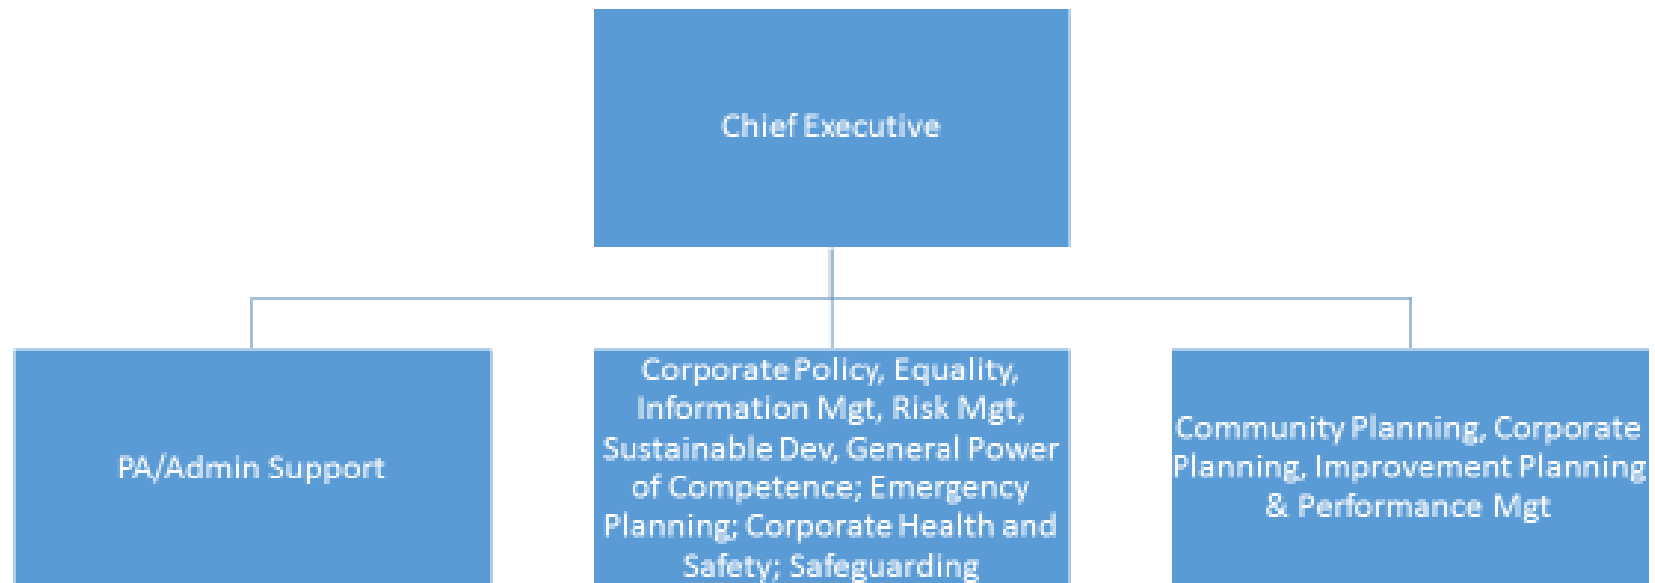 Chief Executive
PA/Admin Support
Corporate Policy, Equality,
Information Mgt, Risk Mgt,
Sustainable Dev, General Power
of Competence; Emergency
Planning; Corporate Health and
Safety; Safeguarding
Community Planning, Corporate
Planning, Improvement Planning
& Performance Mgt